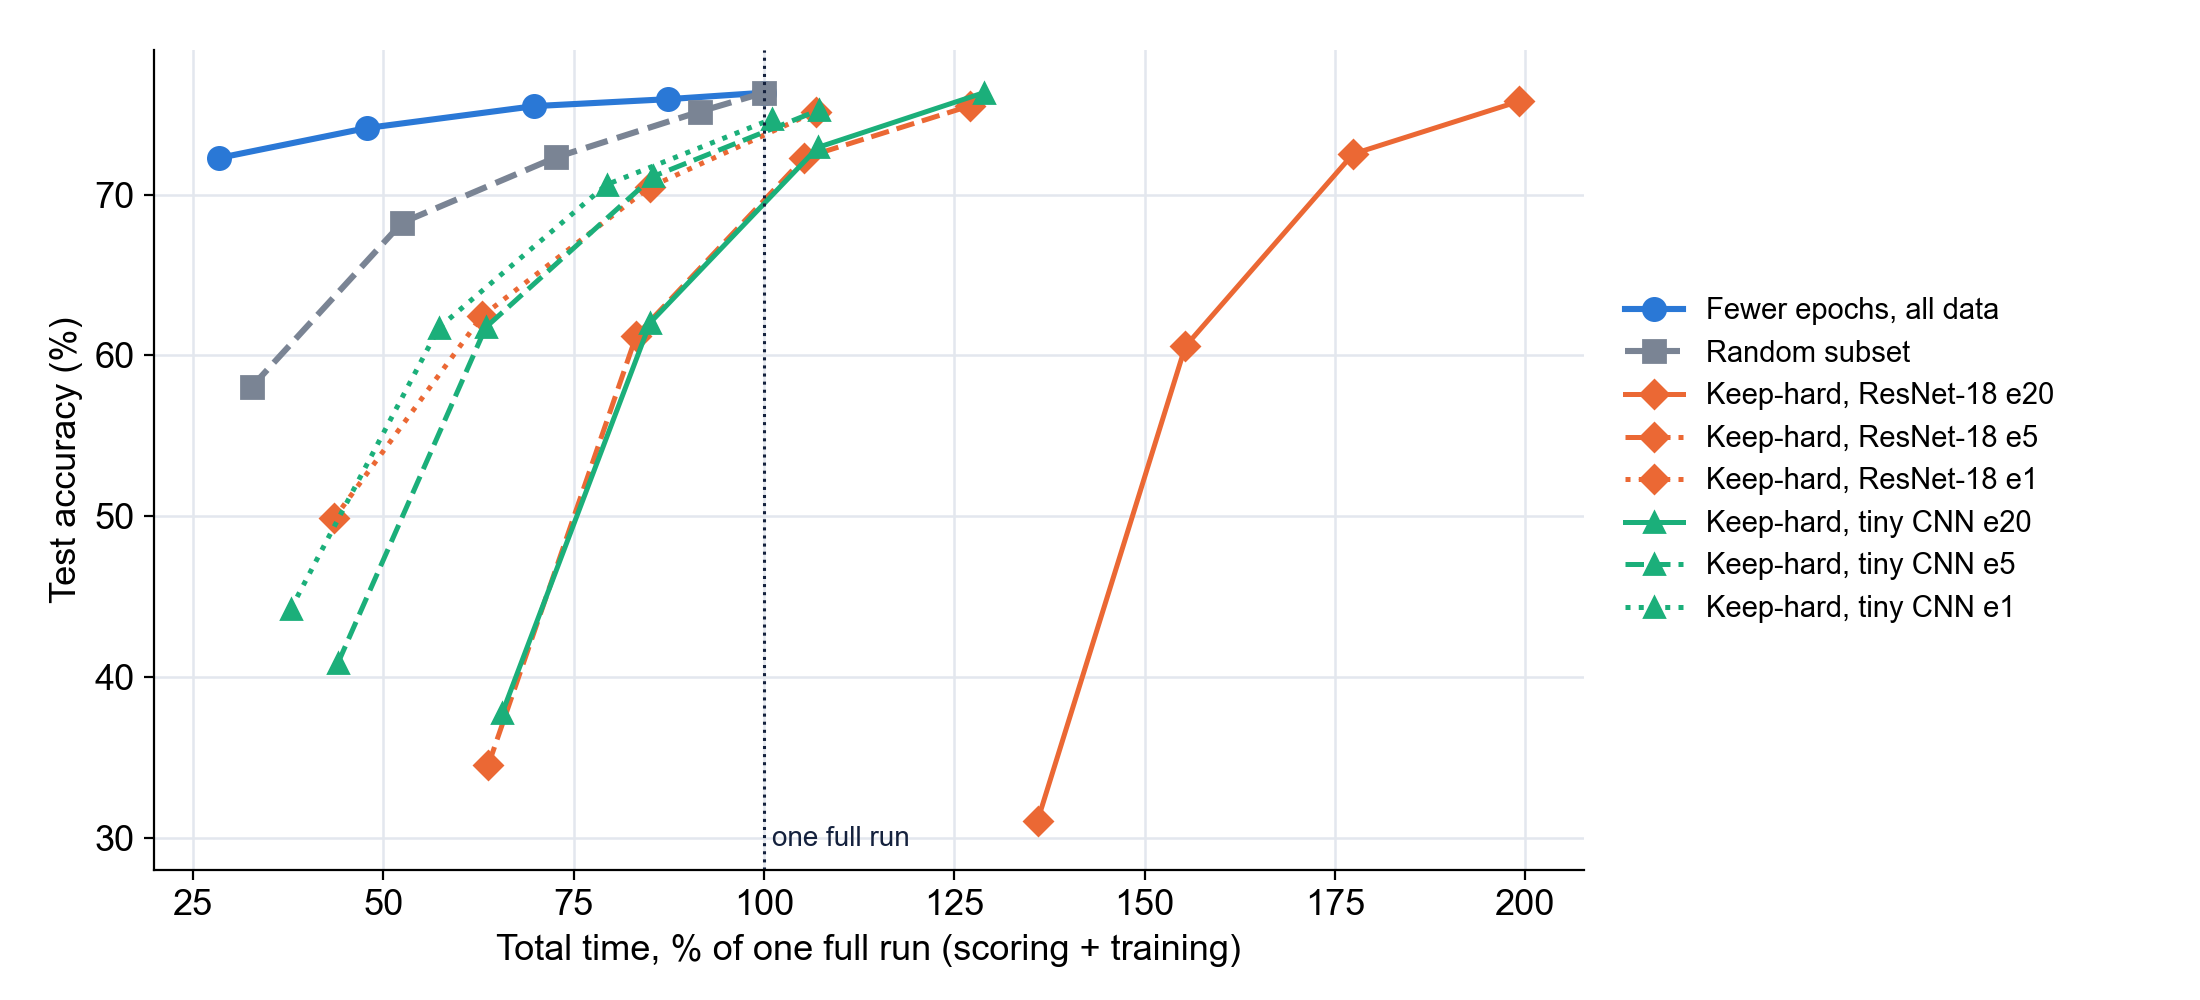 Test accuracy (%)
70
60
50
40
30
one full run
25 50 75 100 125 150 175 200
Total time, % of one full run (scoring + training)
Fewer epochs, all data
Random subset
Keep-hard, ResNet-18 e20
Keep-hard, ResNet-18 e5
Keep-hard, ResNet-18 e1
Keep-hard, tiny CNN e20
Keep-hard, tiny CNN e5
Keep-hard, tiny CNN e1